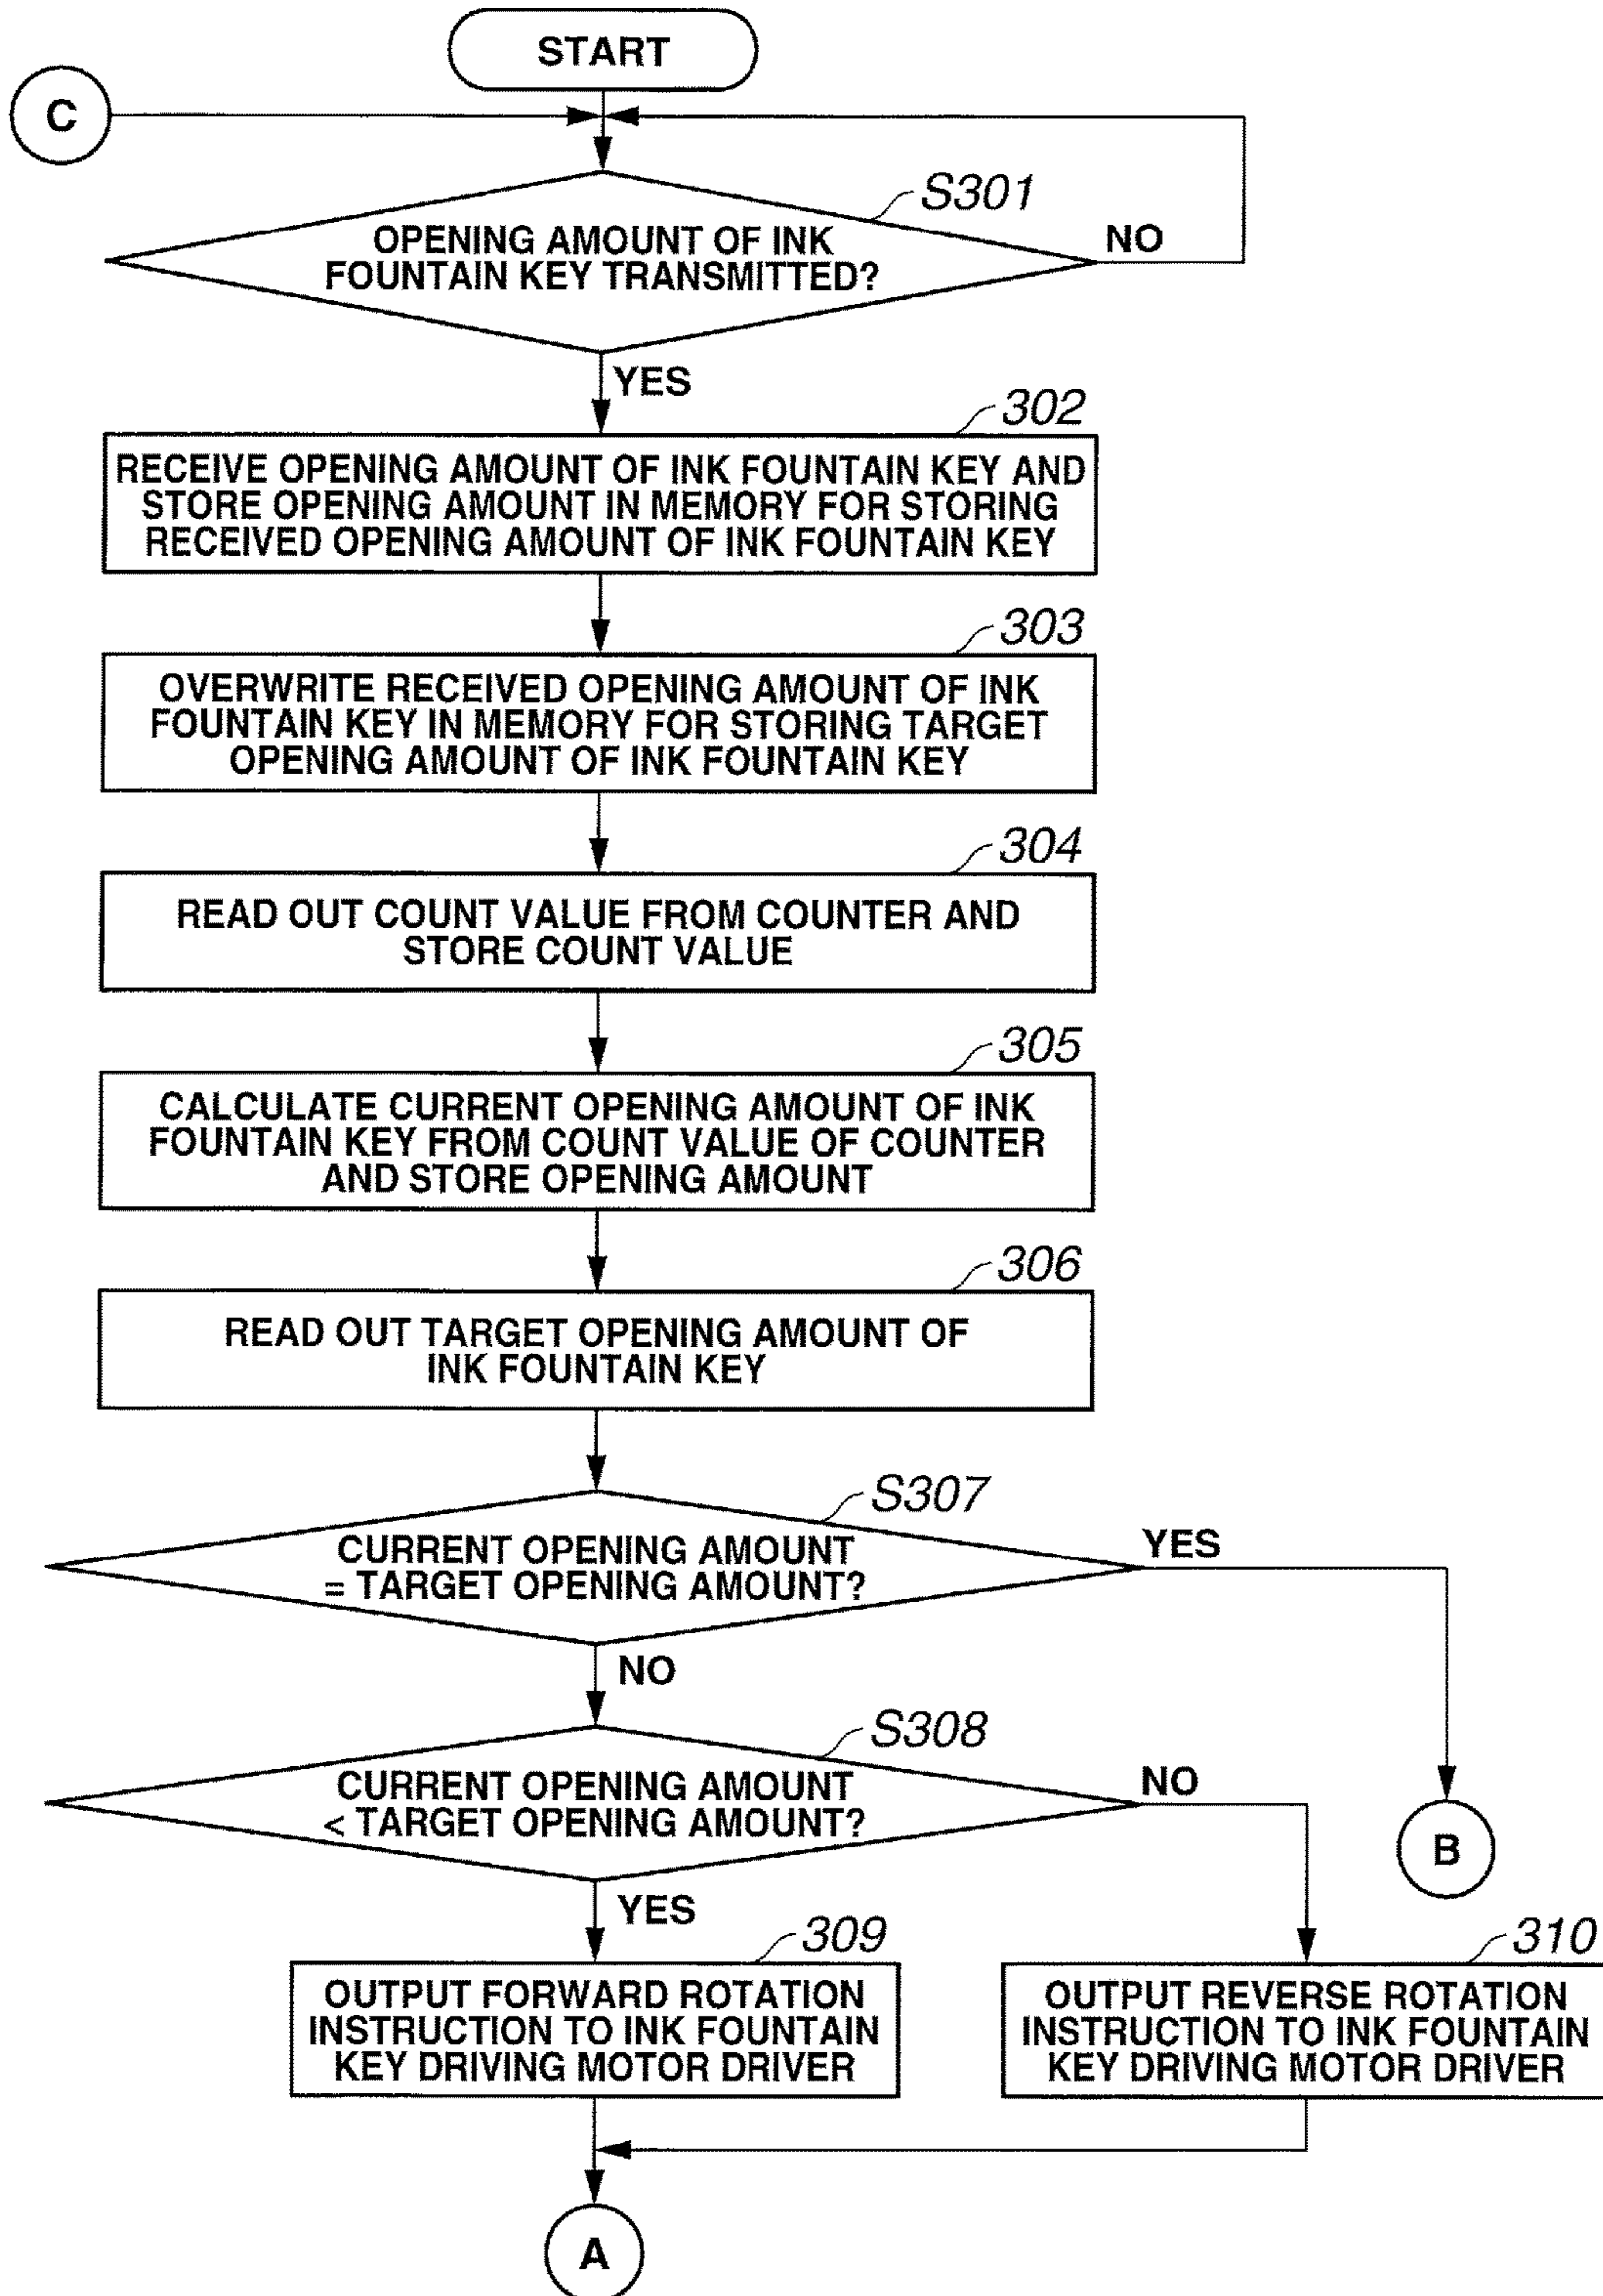 START
C
S301
OPENING AMOUNT OF INK
FOUNTAIN KEY TRANSMITTED?
NO
YES
302
RECEIVE OPENING AMOUNT OF INK FOUNTAIN KEY AND
STORE OPENING AMOUNT IN MEMORY FOR STORING
RECEIVED OPENING AMOUNT OF INK FOUNTAIN KEY
303
OVERWRITE RECEIVED OPENING AMOUNT OF INK
FOUNTAIN KEY IN MEMORY FOR STORING TARGET
OPENING AMOUNT OF INK FOUNTAIN KEY
304
READ OUT COUNT VALUE FROM COUNTER AND
STORE COUNT VALUE
305
CALCULATE CURRENT OPENING AMOUNT OF INK
FOUNTAIN KEY FROM COUNT VALUE OF COUNTER
AND STORE OPENING AMOUNT
306
READ OUT TARGET OPENING AMOUNT OF
INK FOUNTAIN KEY
S307
CURRENT OPENING AMOUNT
= TARGET OPENING AMOUNT?
YES
NO
S308
CURRENT OPENING AMOUNT
< TARGET OPENING AMOUNT?
NO
B
YES
309
OUTPUT FORWARD ROTATION
INSTRUCTION TO INK FOUNTAIN
KEY DRIVING MOTOR DRIVER
310
OUTPUT REVERSE ROTATION
INSTRUCTION TO INK FOUNTAIN
KEY DRIVING MOTOR DRIVER
A